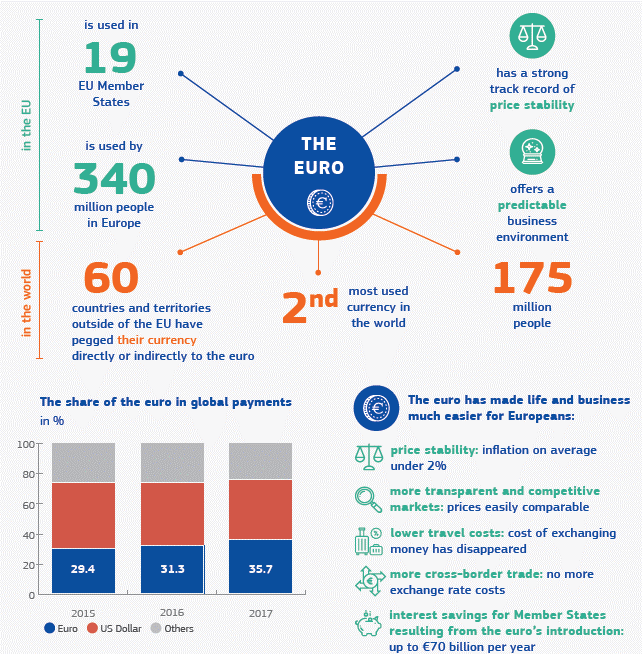 in the EU
is used in
19
EU Member
States
is used by
340
million people
in Europe
THE
EURO
€
has a strong
track record of
price stability
offers a
predictable
business
environment
in the world
60
countries and territories
outside of the EU have
pegged their currency
directly or indirectly to the euro
2nd
most used
currency in
the world
175
million
people
The share of the euro in global payments
in %
100
80
60
40
20
0
29.4
31.3
35.7
2015
2016
2017
Euro
US Dollar
Others
€
The euro has made life and business
much easier for Europeans:
price stability: inflation on average
under 2%
more transparent and competitive
markets: prices easily comparable
lower travel costs: cost of exchanging
money has disappeared
€
more cross-border trade: no more
exchange rate costs
interest savings for Member States
resulting from the euro's introduction:
up to €70 billion per year